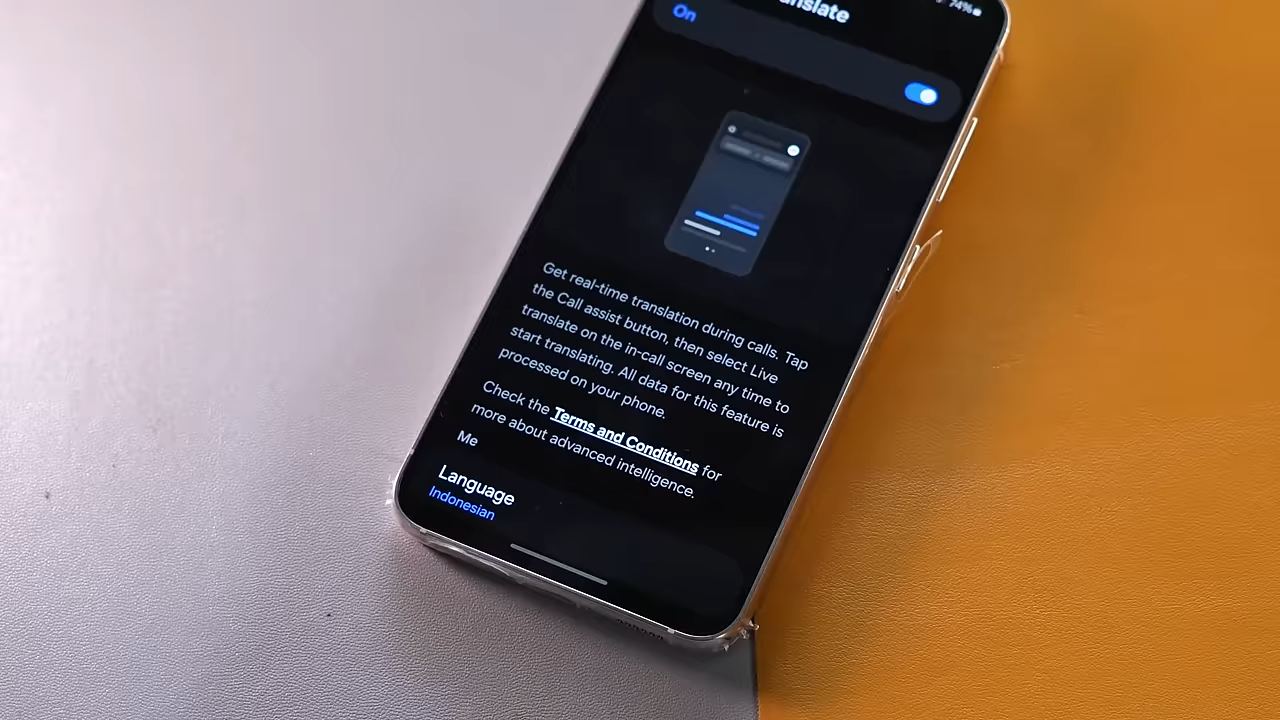 74%
anslate
On
Get real-time translation during calls. Tap
the Call assist button, then select Live
translate on the in-call screen any time to
start translating. All data for this feature is
processed on your phone.
Check the Terms and Conditions for
more about advanced intelligence.
Me
Language
Indonesian